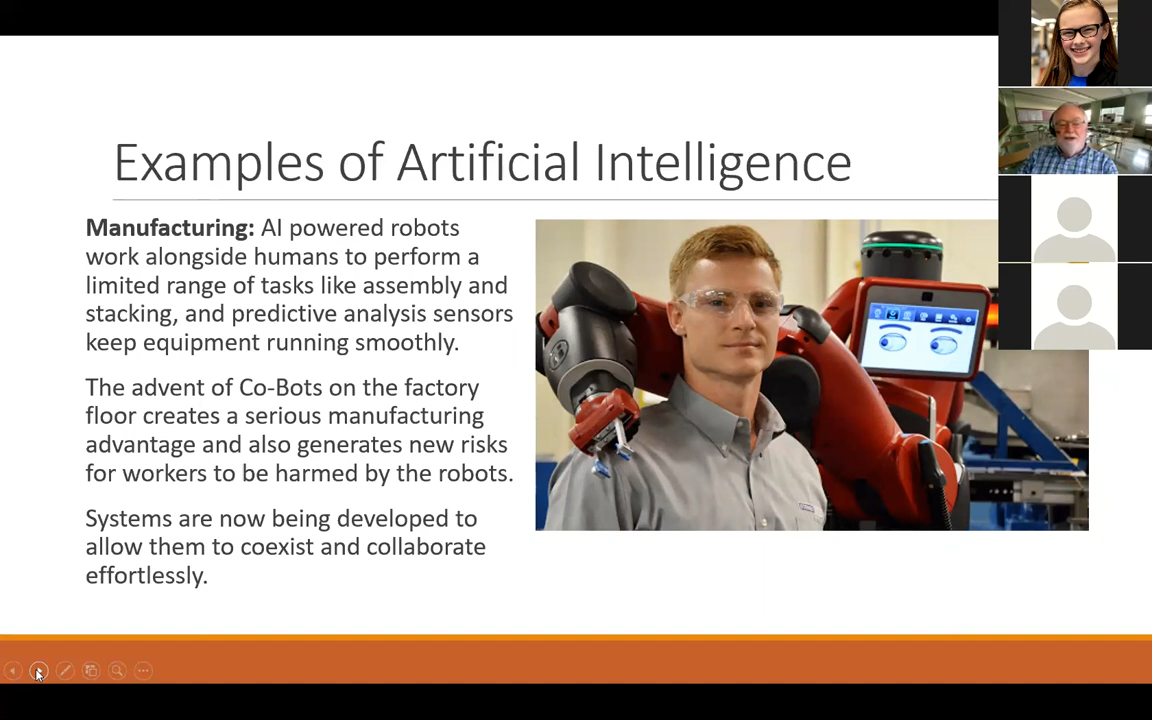 Examples of Artificial Intelligence
Manufacturing: AI powered robots
work alongside humans to perform a
limited range of tasks like assembly and
stacking, and predictive analysis sensors
keep equipment running smoothly.
The advent of Co-Bots on the factory
floor creates a serious manufacturing
advantage and also generates new risks
for workers to be harmed by the robots.
Systems are now being developed to
allow them to coexist and collaborate
effortlessly.